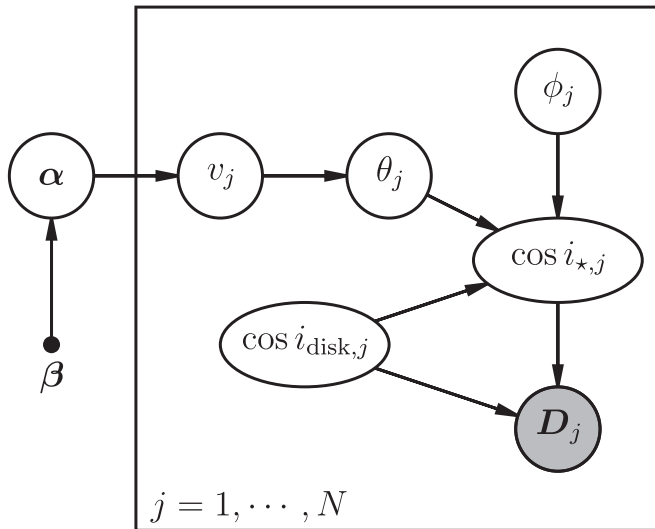 ϕ_j
α
v_j
θ_j
cos i_{⋆,j}
cos i_{disk,j}
β
D_j
j = 1, ⋯ , N